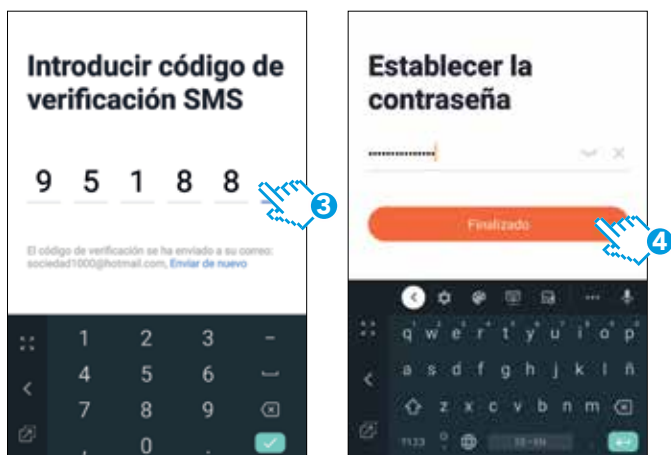 Introducir código de
verificación SMS
9 5 1 8 8
3
El código de verificación se ha enviado a su correo:
sociedad1000@hotmail.com, Enviar de nuevo
1 2 3 -
4 5 6
7 8 9
, 0 .
Establecer la
contraseña
Finalizado
4
q w e r t y u i o p
a s d f g h j k l ñ
z x c v b n m